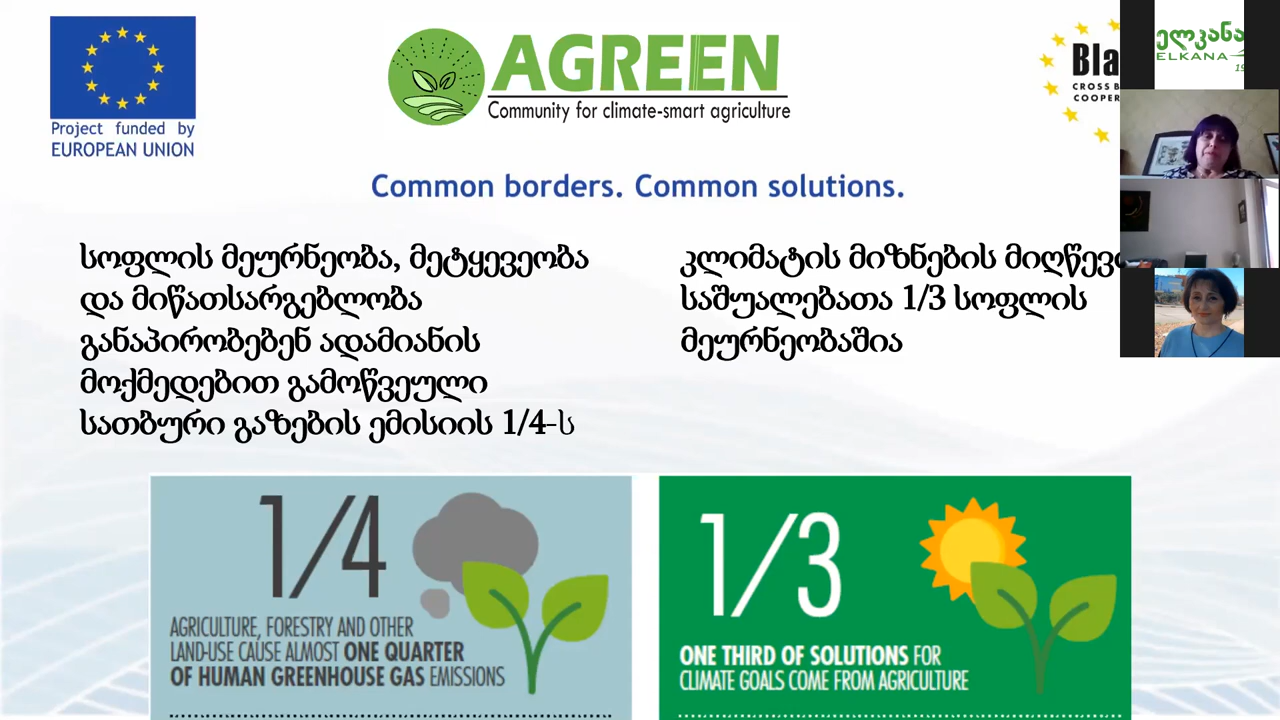 Project funded by
EUROPEAN UNION
AGREEN
Community for climate-smart agriculture
CROSS
COOPER
ელკანა
ELKANA
Common borders. Common solutions.
სოფლის მეურნეობა, მეტყევეობა
და მიწათსარგებლობა
განაპირობებენ ადამიანის
მოქმედებით გამოწვეული
სათბური გაზების ემისიის 1/4-ს
კლიმატის მიზნების
საშუალებათა 1/3 სოფლის
მეურნეობაშია
1/4
AGRICULTURE, FORESTRY AND OTHER
LAND-USE CAUSE ALMOST ONE QUARTER
OF HUMAN GREENHOUSE GAS EMISSIONS
1/3
ONE THIRD OF SOLUTIONS FOR
CLIMATE GOALS COME FROM AGRICULTURE